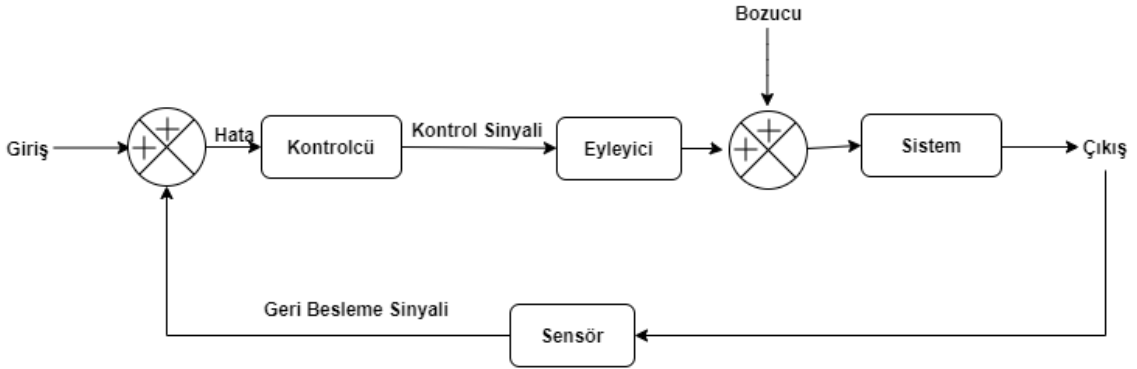 Bozucu
Giriş
+
+
Hata
Kontrolcü
Kontrol Sinyali
Eyleyici
+
+
Sistem
Çıkış
Geri Besleme Sinyali
Sensör